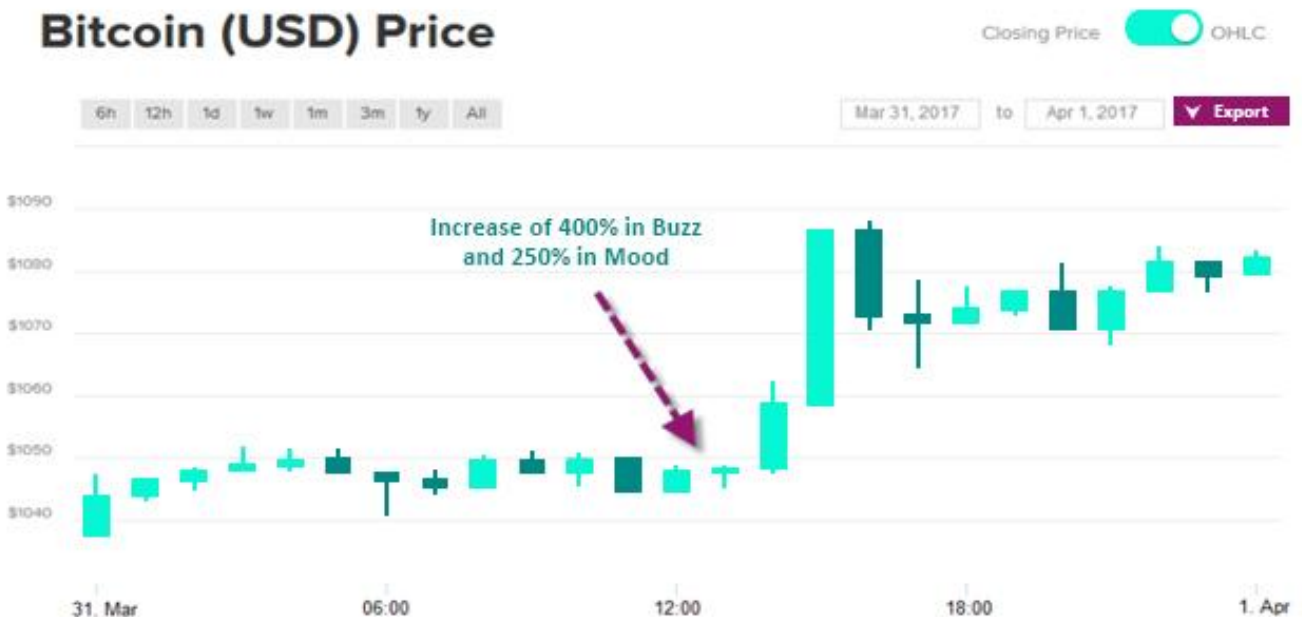 Bitcoin (USD) Price
Closing Price OHLC
6h 12h 1d 1w 1m 3m 1y All
Mar 31, 2017 to Apr 1, 2017 Export
$1090
Increase of 400% in Buzz
and 250% in Mood
$1080
$1070
$1060
$1050
$1040
31. Mar 06:00 12:00 18:00 1. Apr